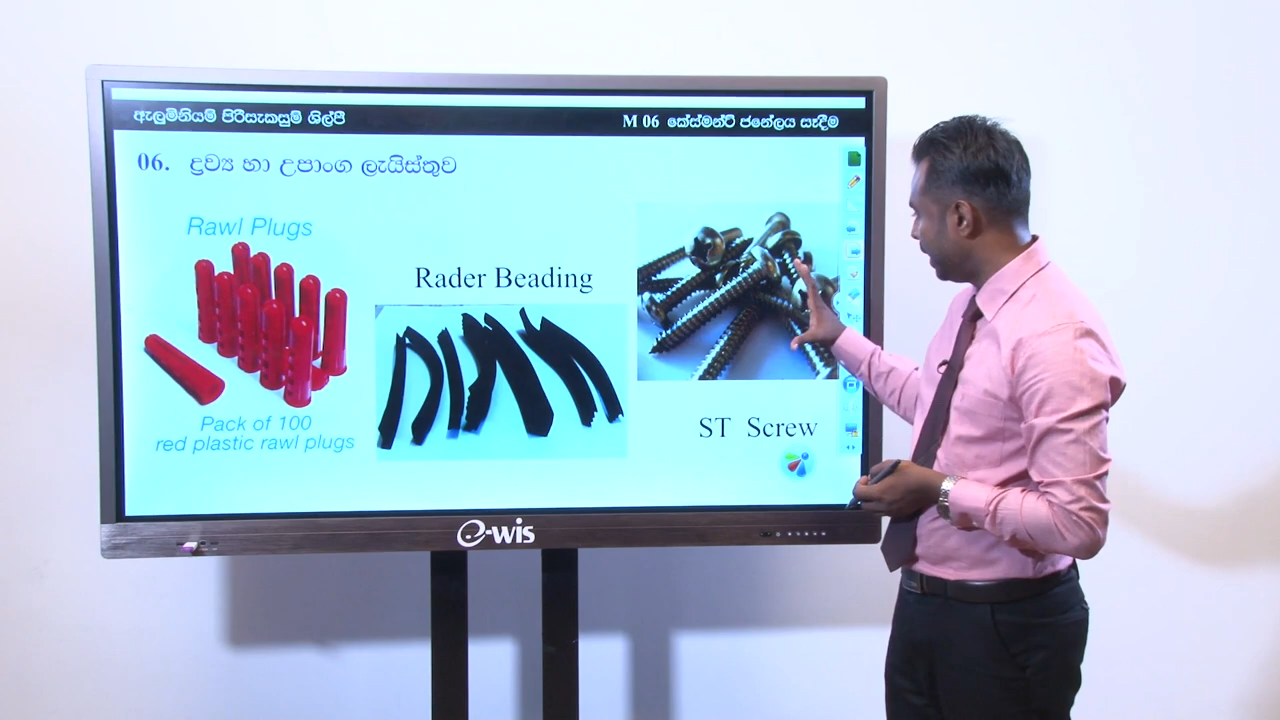 ඇලුමිනියම් පිරිසැකසුම් ශිල්පී
M 06 කේස්මන්ට් ජනේලය සෑදීම
06. ද්‍රව්‍ය හා උපාංග ලැයිස්තුව
Rawl Plugs
Rader Beading
Pack of 100
red plastic rawl plugs
ST Screw
e-wis